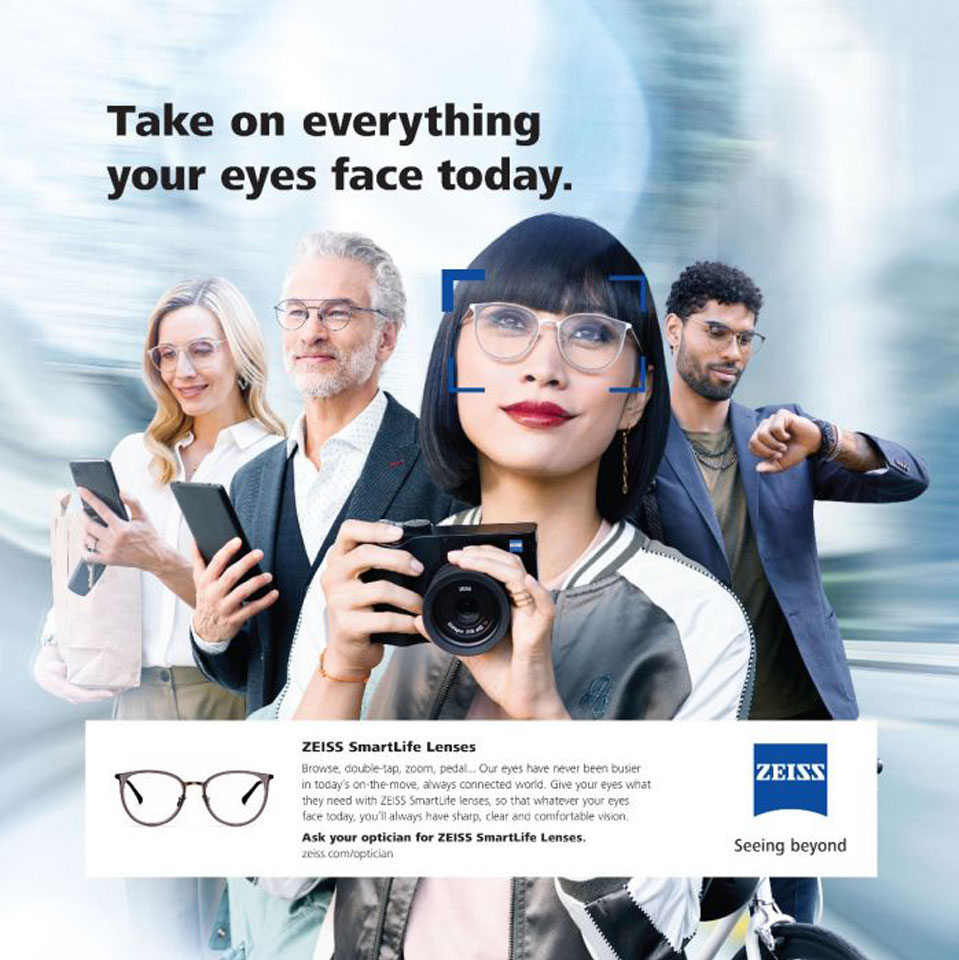 Take on everything
your eyes face today.
ZEISS
ZEISS SmartLife Lenses
Browse, double-tap, zoom, pedal... Our eyes have never been busier
in today's on-the-move, always connected world. Give your eyes what
they need with ZEISS SmartLife lenses, so that whatever your eyes
face today, you'll always have sharp, clear and comfortable vision.
Ask your optician for ZEISS SmartLife Lenses.
zeiss.com/optician
ZEISS
Seeing beyond